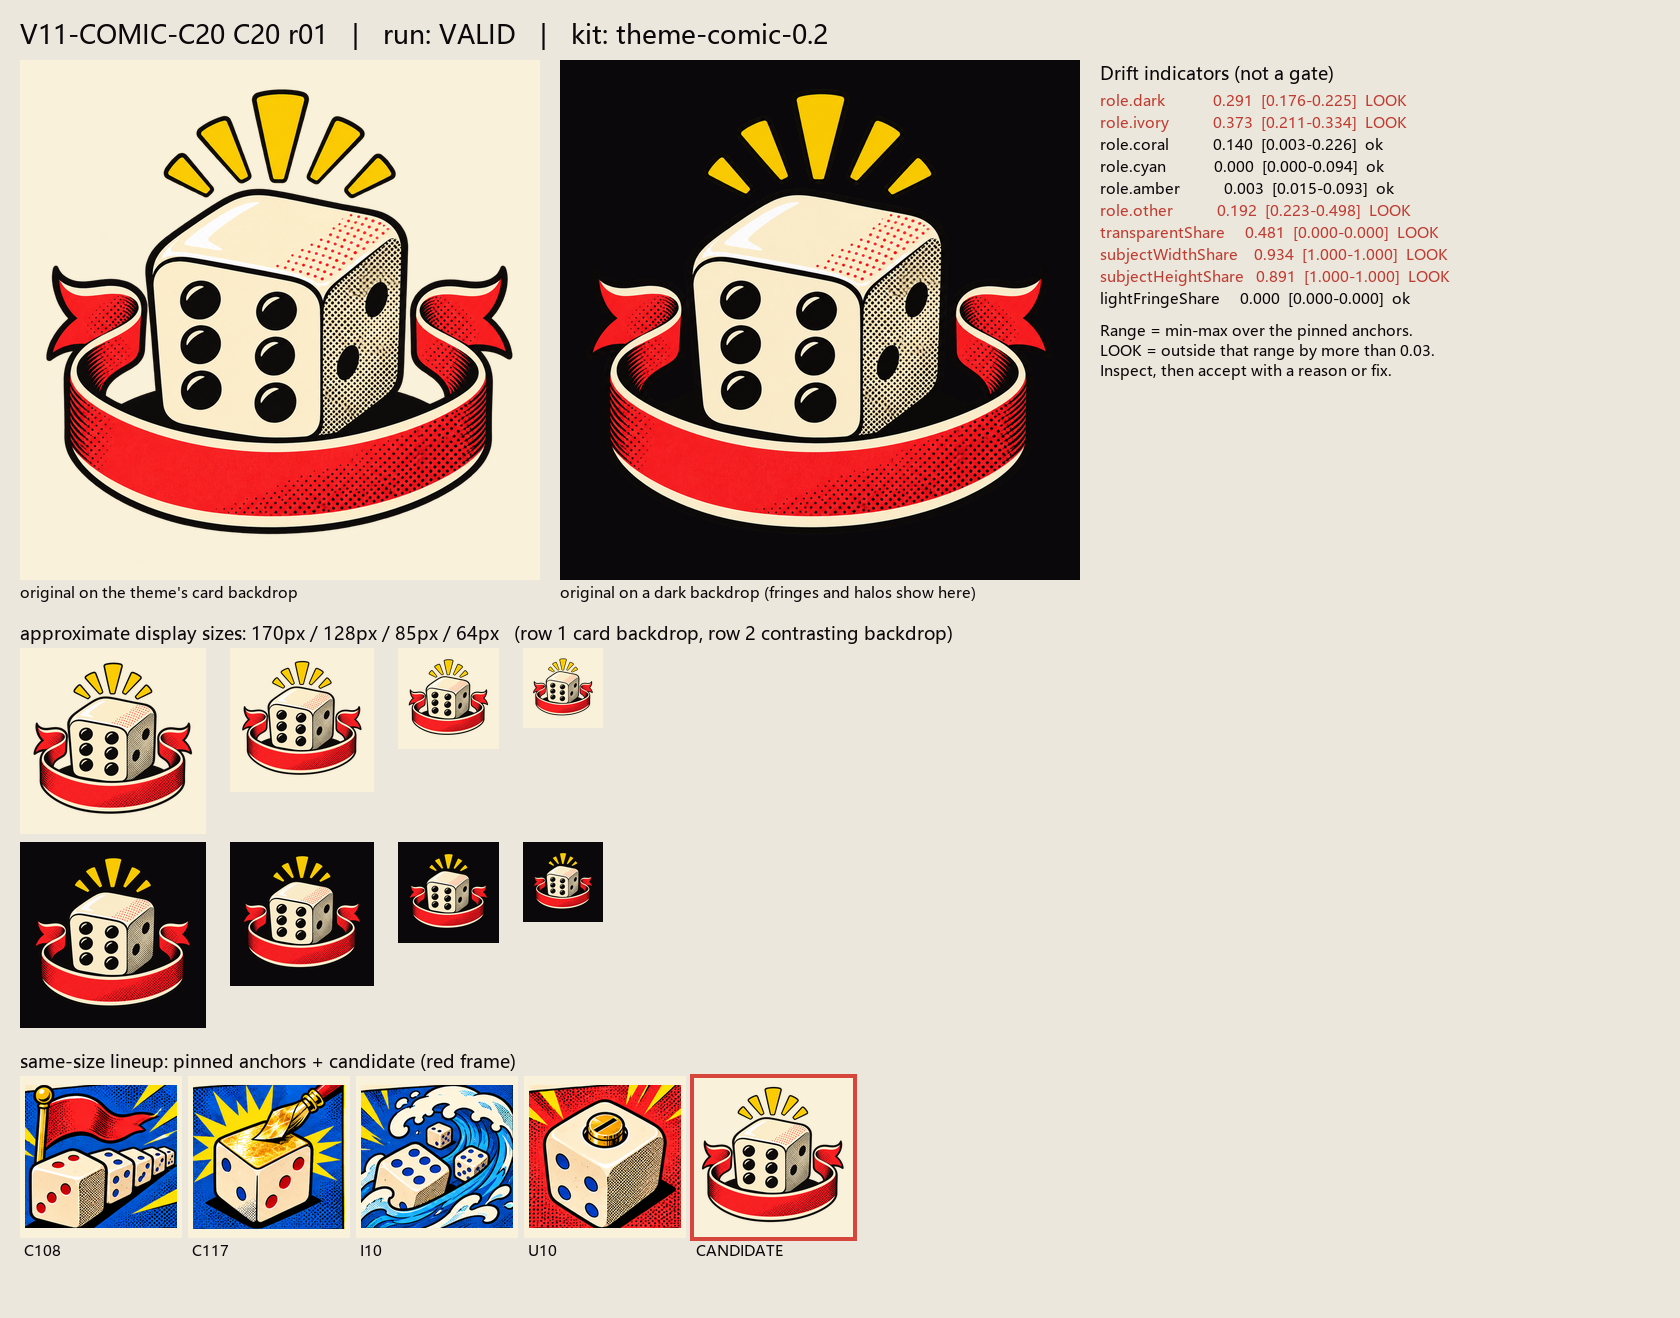 V11-COMIC-C20 C20 r01 | run: VALID | kit: theme-comic-0.2
original on the theme's card backdrop
original on a dark backdrop (fringes and halos show here)
Drift indicators (not a gate)
role.dark 0.291 [0.176-0.225] LOOK
role.ivory 0.373 [0.211-0.334] LOOK
role.coral 0.140 [0.003-0.226] ok
role.cyan 0.000 [0.000-0.094] ok
role.amber 0.003 [0.015-0.093] ok
role.other 0.192 [0.223-0.498] LOOK
transparentShare 0.481 [0.000-0.000] LOOK
subjectWidthShare 0.934 [1.000-1.000] LOOK
subjectHeightShare 0.891 [1.000-1.000] LOOK
lightFringeShare 0.000 [0.000-0.000] ok
Range = min-max over the pinned anchors.
LOOK = outside that range by more than 0.03.
Inspect, then accept with a reason or fix.
approximate display sizes: 170px / 128px / 85px / 64px (row 1 card backdrop, row 2 contrasting backdrop)
same-size lineup: pinned anchors + candidate (red frame)
C108
C117
I10
U10
CANDIDATE